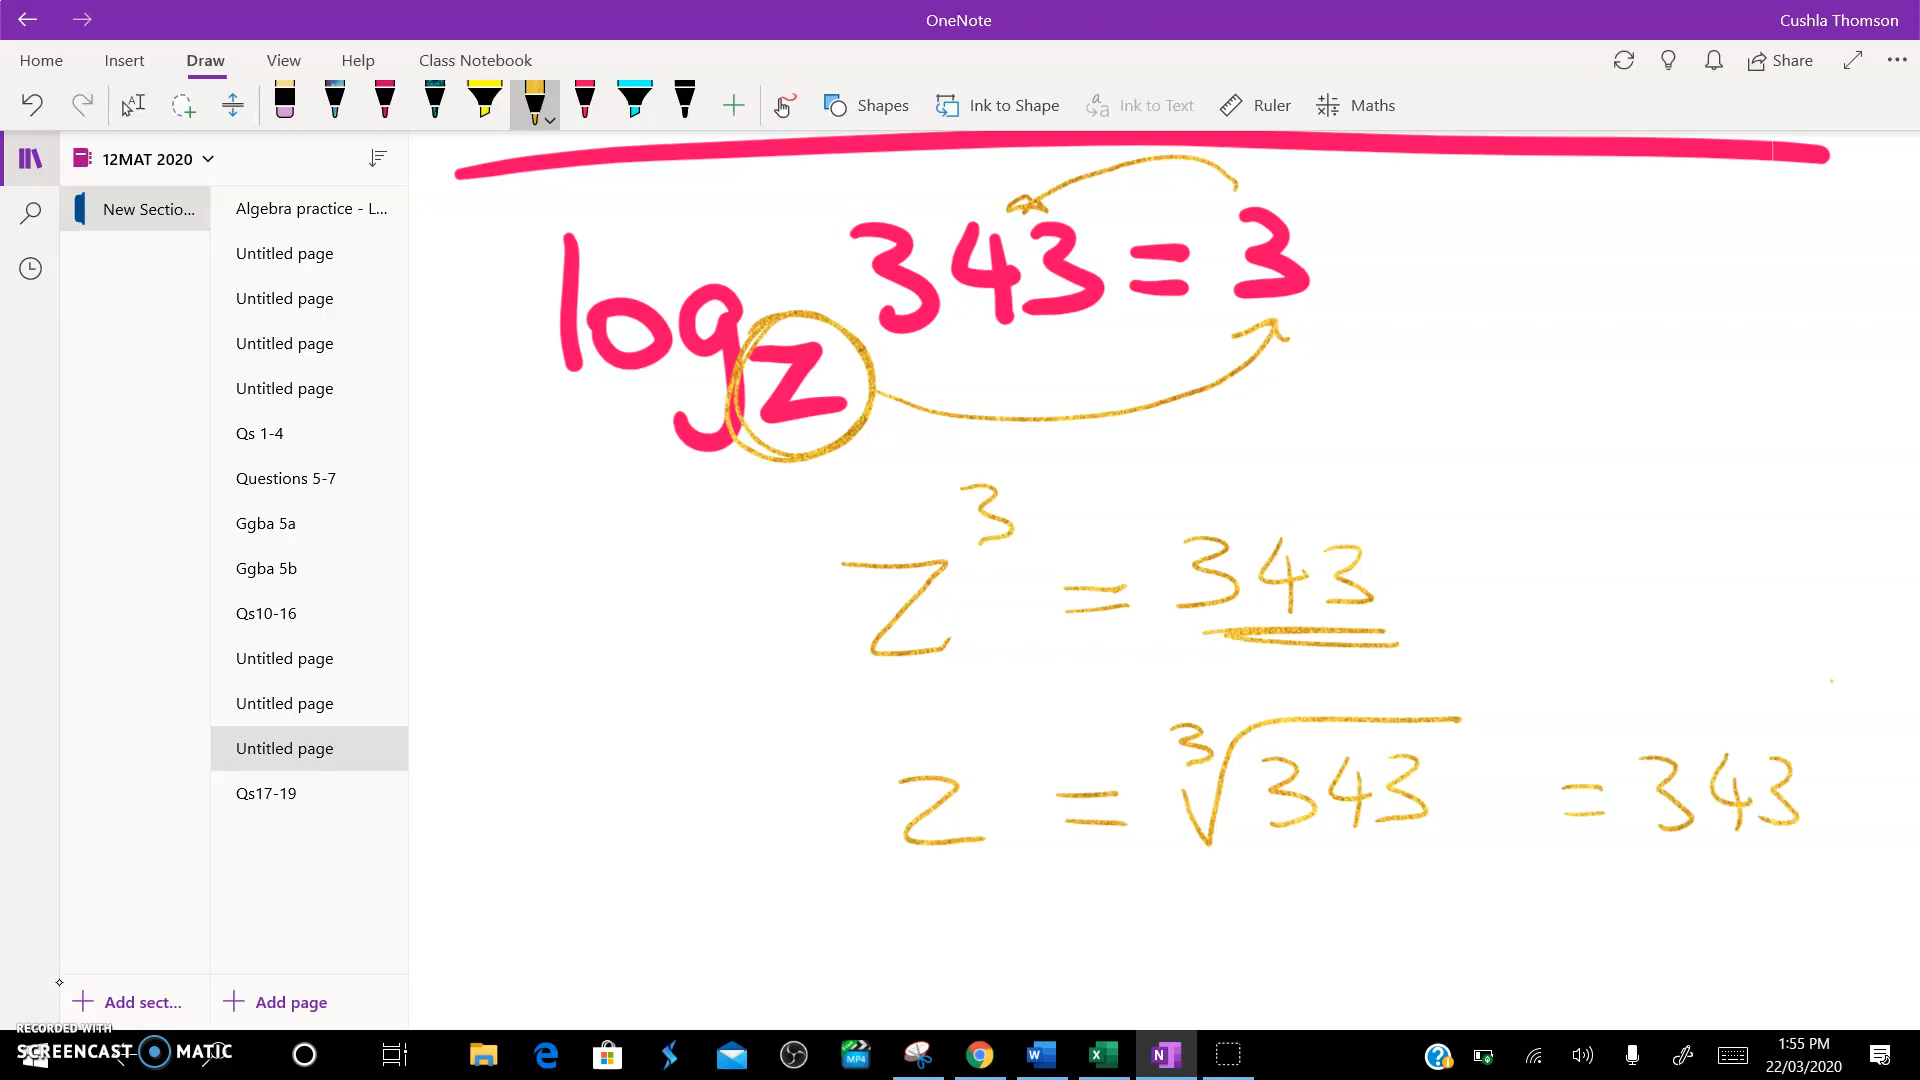 OneNote
Cushla Thomson
Home Insert Draw View Help Class Notebook
Share
Shapes Ink to Shape Ink to Text Ruler Maths
12MAT 2020
New Sectio...
Algebra practice - L...
Untitled page
Untitled page
Untitled page
Untitled page
Qs 1-4
Questions 5-7
Ggba 5a
Ggba 5b
Qs10-16
Untitled page
Untitled page
Untitled page
Qs17-19
Add sect...
Add page
log_z 343 = 3
z^3 = 343
z = ∛343 = 343
RECORDED WITH
SCREENCAST MATIC
MP4
1:55 PM
22/03/2020